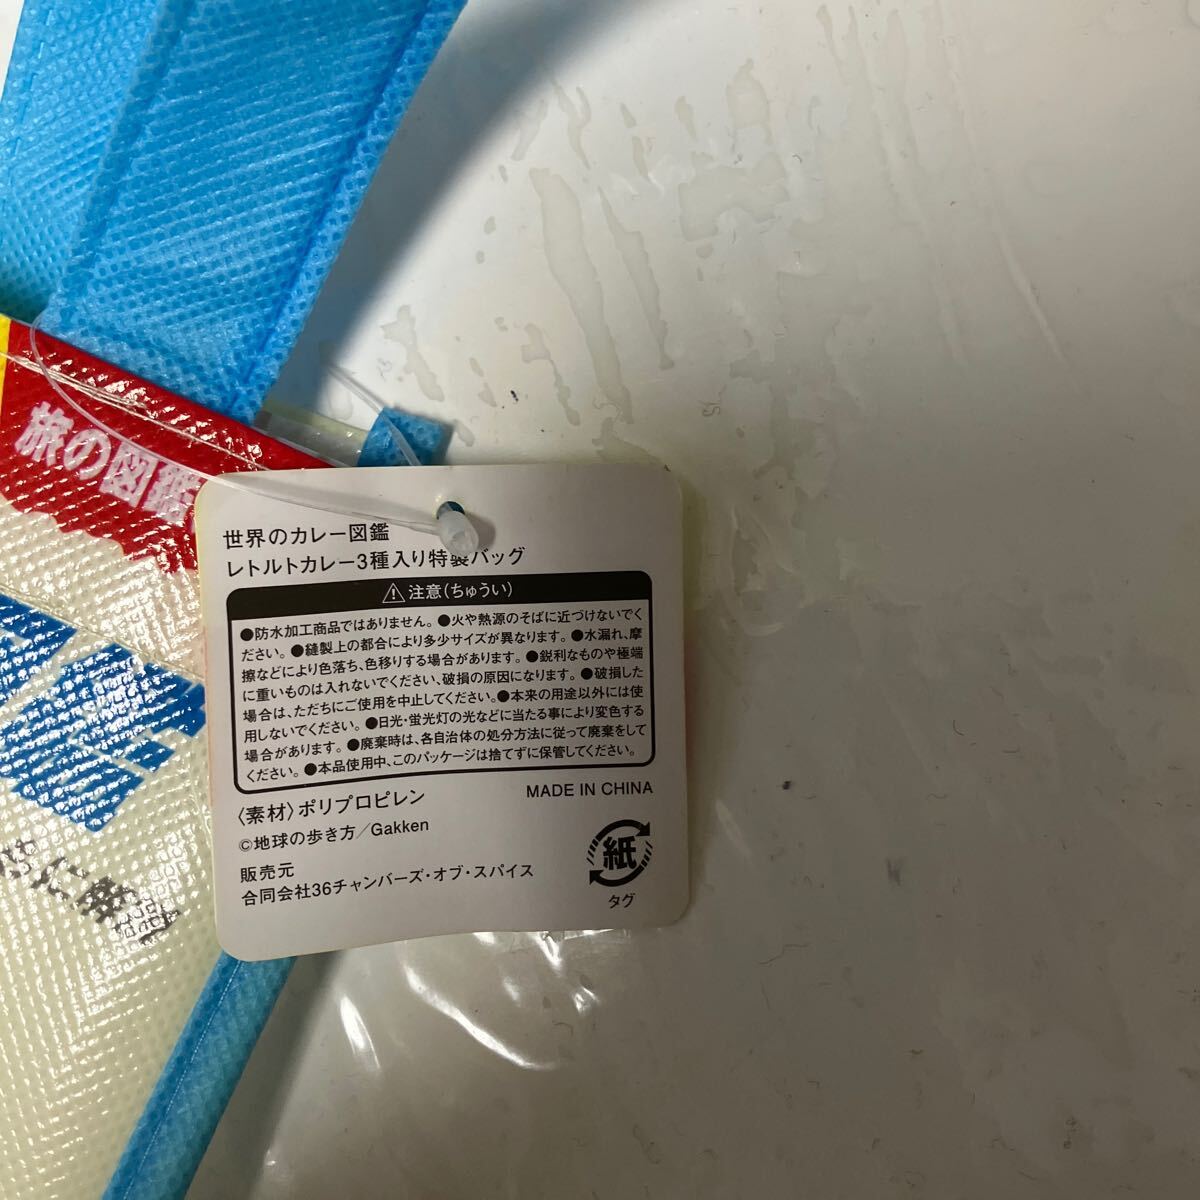 旅の図鑑
世界のカレー図鑑
レトルトカレー3種入り特製バッグ
⚠注意(ちゅうい)
●防水加工商品ではありません。●火や熱源のそばに近づけないでく
ださい。●縫製上の都合により多少サイズが異なります。●水漏れ、摩
擦などにより色落ち、色移りする場合があります。●鋭利なものや極端
に重いものは入れないでください、破損の原因になります。●破損した
場合は、ただちにご使用を中止してください。●本来の用途以外には使
用しないでください。●日光・蛍光灯の光などに当たる事により変色する
場合があります。●廃棄時は、各自治体の処分方法に従って廃棄をして
ください。●本品使用中、このパッケージは捨てずに保管してください。
〈素材〉ポリプロピレン
MADE IN CHINA
©地球の歩き方/Gakken
販売元
合同会社36チャンバーズ・オブ・スパイス
紙
タグ